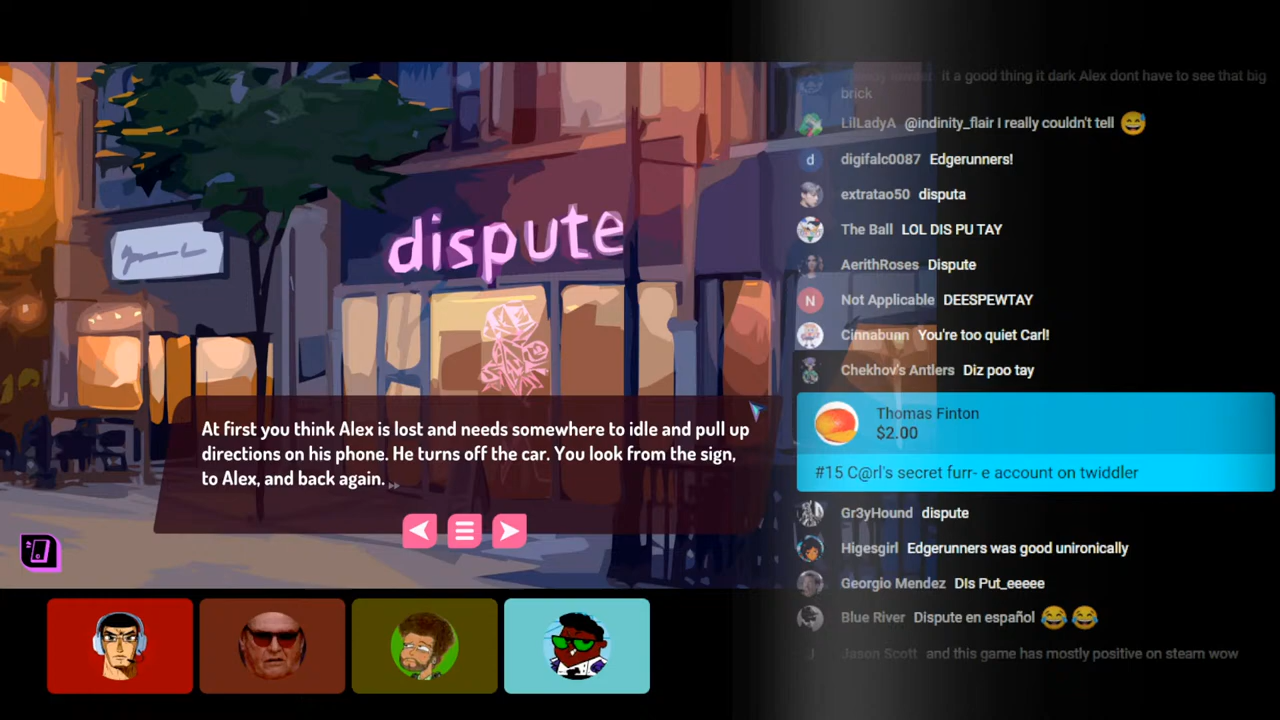 dispute
At first you think Alex is lost and needs somewhere to idle and pull up
directions on his phone. He turns off the car. You look from the sign,
to Alex, and back again.
it a good thing it dark Alex dont have to see that big
brick
LilLadyA @indinity_flair I really couldn't tell 😅
d digifalc0087 Edgerunners!
extratao50 disputa
The Ball LOL DIS PU TAY
AerithRoses Dispute
N Not Applicable DEESPEWTAY
Cinnabunn You're too quiet Carl!
Chekhov's Antlers Diz poo tay
Thomas Finton
$2.00
#15 C@rl's secret furr- e account on twiddler
Gr3yHound dispute
Higesgirl Edgerunners was good unironically
Georgio Mendez DIs Put_eeeee
Blue River Dispute en español 😂 😂
J Jason Scott and this game has mostly positive on steam wow